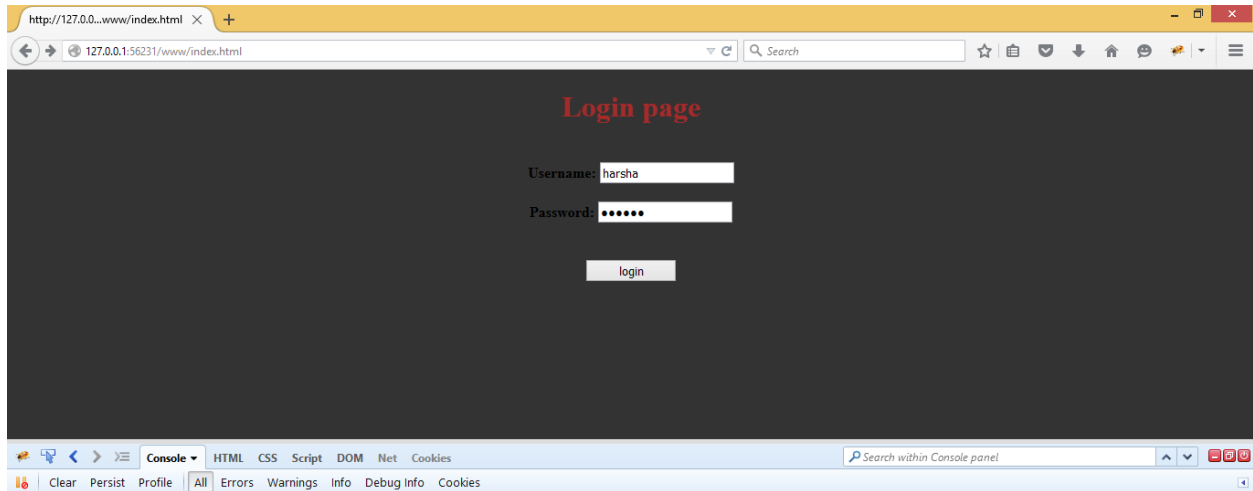 http://127.0.0...www/index.html
127.0.0.1:56231/www/index.html
Search
Login page
Username: harsha
Password: ••••••
login
Console HTML CSS Script DOM Net Cookies
Search within Console panel
Clear Persist Profile All Errors Warnings Info Debug Info Cookies